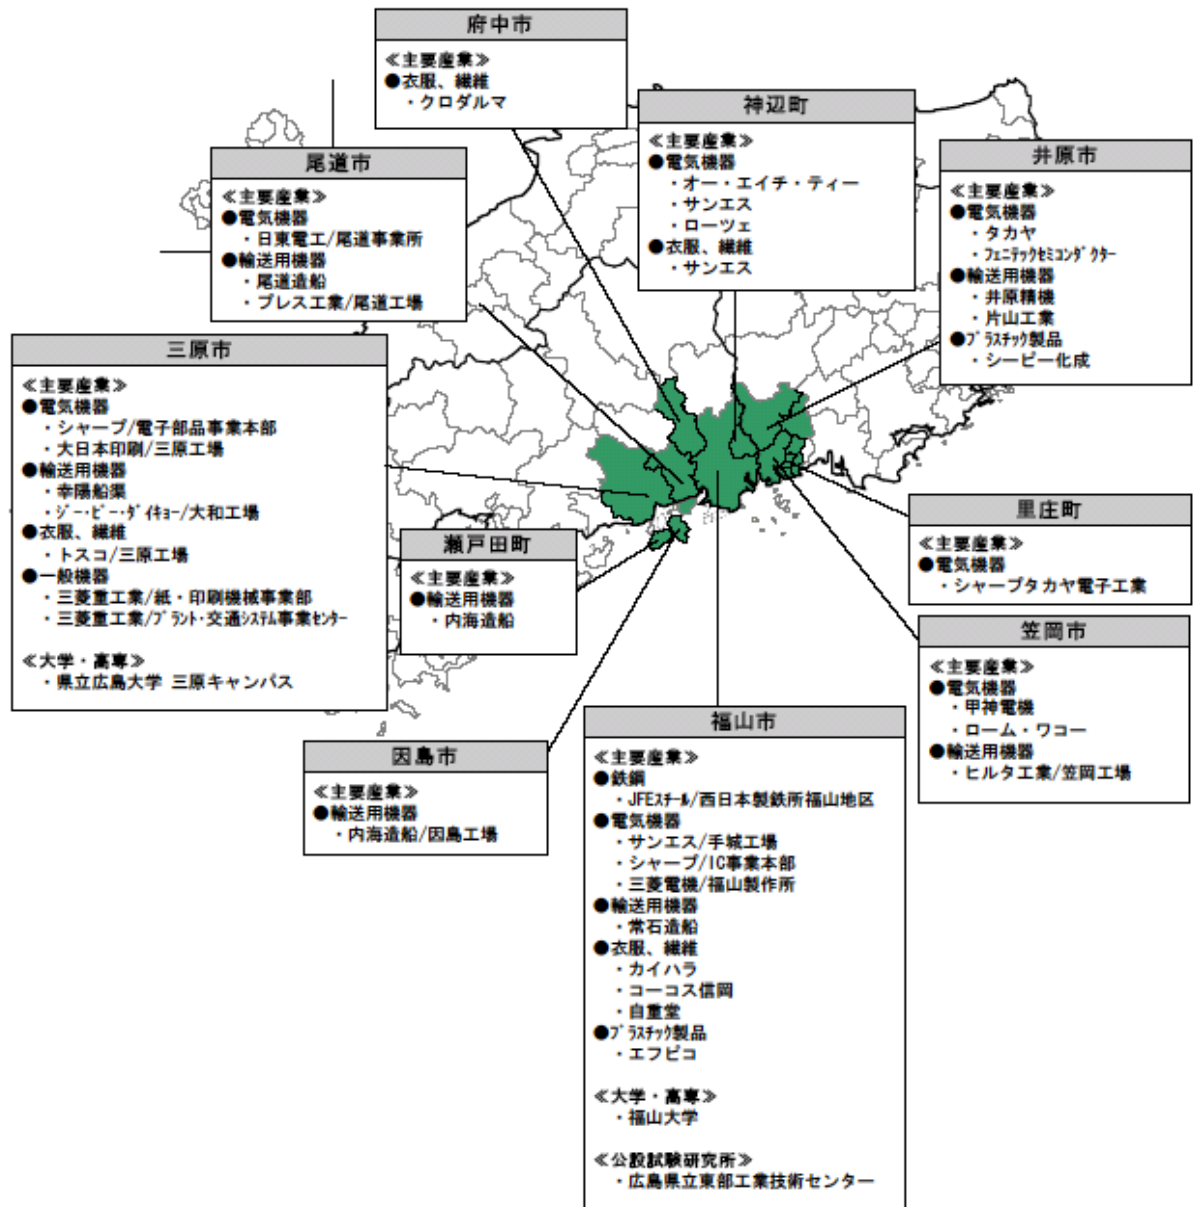 府中市
≪主要産業≫
●衣服、繊維
・クロダルマ
神辺町
≪主要産業≫
●電気機器
・オー・エイチ・ティー
・サンエス
・ローツェ
●衣服、繊維
・サンエス
井原市
≪主要産業≫
●電気機器
・タカヤ
・フェニテックセミコンダクター
●輸送用機器
・井原精機
・片山工業
●プラスチック製品
・シーピー化成
尾道市
≪主要産業≫
●電気機器
・日東電工/尾道事業所
●輸送用機器
・尾道造船
・プレス工業/尾道工場
三原市
≪主要産業≫
●電気機器
・シャープ/電子部品事業本部
・大日本印刷/三原工場
●輸送用機器
・幸陽船渠
・ジー・ピー・ダイキョー/大和工場
●衣服、繊維
・トスコ/三原工場
●一般機器
・三菱重工業/紙・印刷機械事業部
・三菱重工業/プラント・交通システム事業センター
≪大学・高専≫
・県立広島大学 三原キャンパス
瀬戸田町
≪主要産業≫
●輸送用機器
・内海造船
里庄町
≪主要産業≫
●電気機器
・シャープタカヤ電子工業
笠岡市
≪主要産業≫
●電気機器
・甲神電機
・ローム・ワコー
●輸送用機器
・ヒルタ工業/笠岡工場
因島市
≪主要産業≫
●輸送用機器
・内海造船/因島工場
福山市
≪主要産業≫
●鉄鋼
・JFEスチール/西日本製鉄所福山地区
●電気機器
・サンエス/手城工場
・シャープ/IC事業本部
・三菱電機/福山製作所
●輸送用機器
・常石造船
●衣服、繊維
・カイハラ
・コーコス信岡
・自重堂
●プラスチック製品
・エフピコ
≪大学・高専≫
・福山大学
≪公設試験研究所≫
・広島県立東部工業技術センター